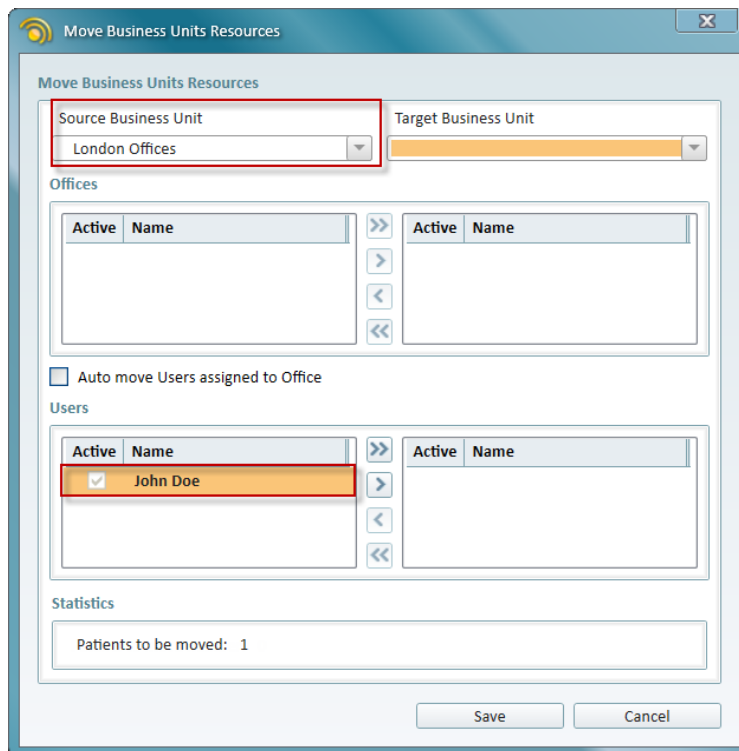 Move Business Units Resources
Move Business Units Resources
Source Business Unit Target Business Unit
London Offices
Offices
Active Name Active Name
Auto move Users assigned to Office
Users
Active Name Active Name
John Doe
Statistics
Patients to be moved: 1
Save Cancel